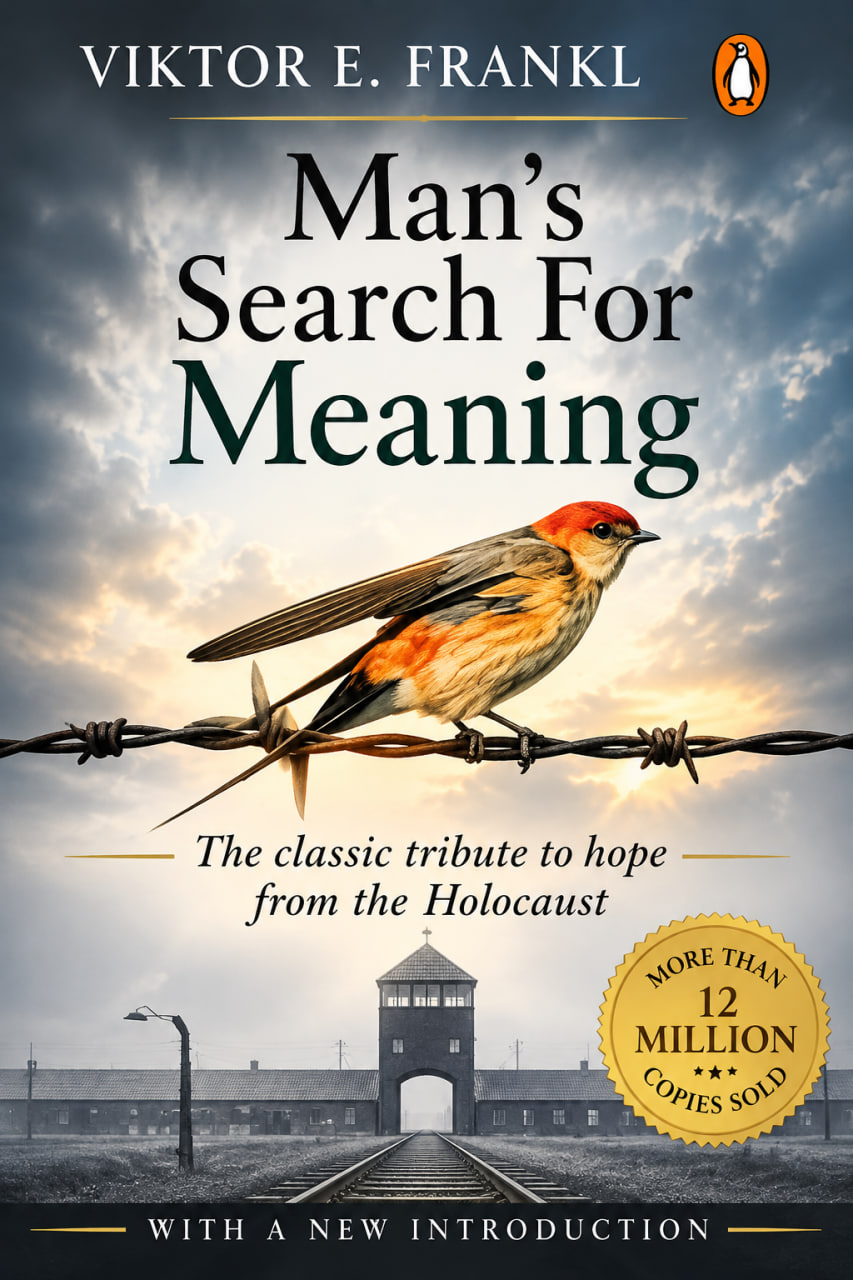 VIKTOR E. FRANKL
Man’s
Search For
Meaning
The classic tribute to hope
from the Holocaust
MORE THAN
12
MILLION
COPIES SOLD
WITH A NEW INTRODUCTION